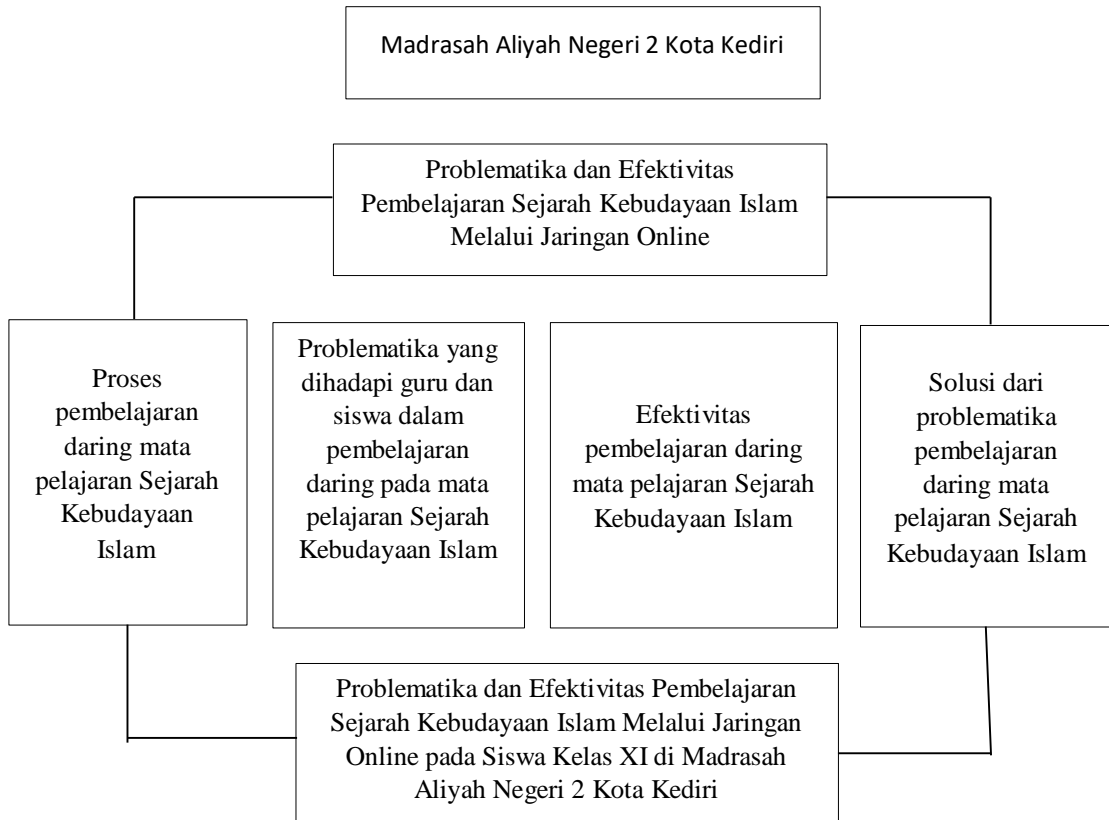 Madrasah Aliyah Negeri 2 Kota Kediri
Problematika dan Efektivitas
Pembelajaran Sejarah Kebudayaan Islam
Melalui Jaringan Online
Proses
pembelajaran
daring mata
pelajaran Sejarah
Kebudayaan
Islam
Problematika yang
dihadapi guru dan
siswa dalam
pembelajaran
daring pada mata
pelajaran Sejarah
Kebudayaan Islam
Efektivitas
pembelajaran daring
mata pelajaran Sejarah
Kebudayaan Islam
Solusi dari
problematika
pembelajaran
daring mata
pelajaran Sejarah
Kebudayaan Islam
Problematika dan Efektivitas Pembelajaran
Sejarah Kebudayaan Islam Melalui Jaringan
Online pada Siswa Kelas XI di Madrasah
Aliyah Negeri 2 Kota Kediri